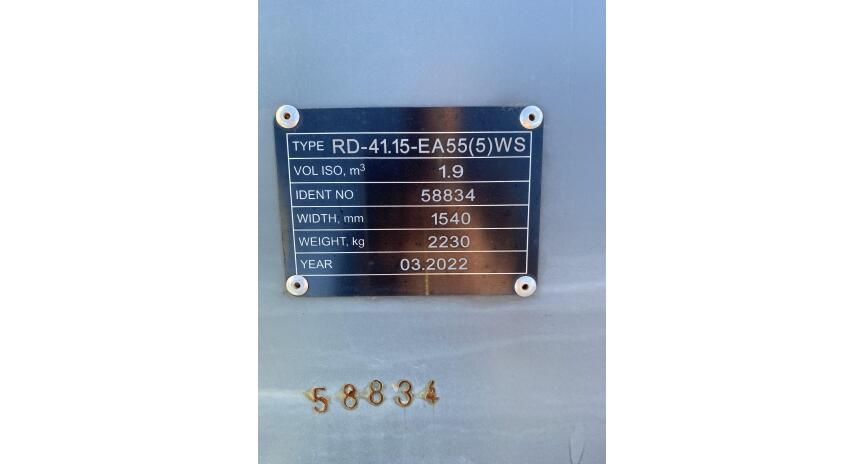 TYPE RD-41.15-EA55(5)WS
VOL ISO, m³ 1.9
IDENT NO 58834
WIDTH, mm 1540
WEIGHT, kg 2230
YEAR 03.2022
58834